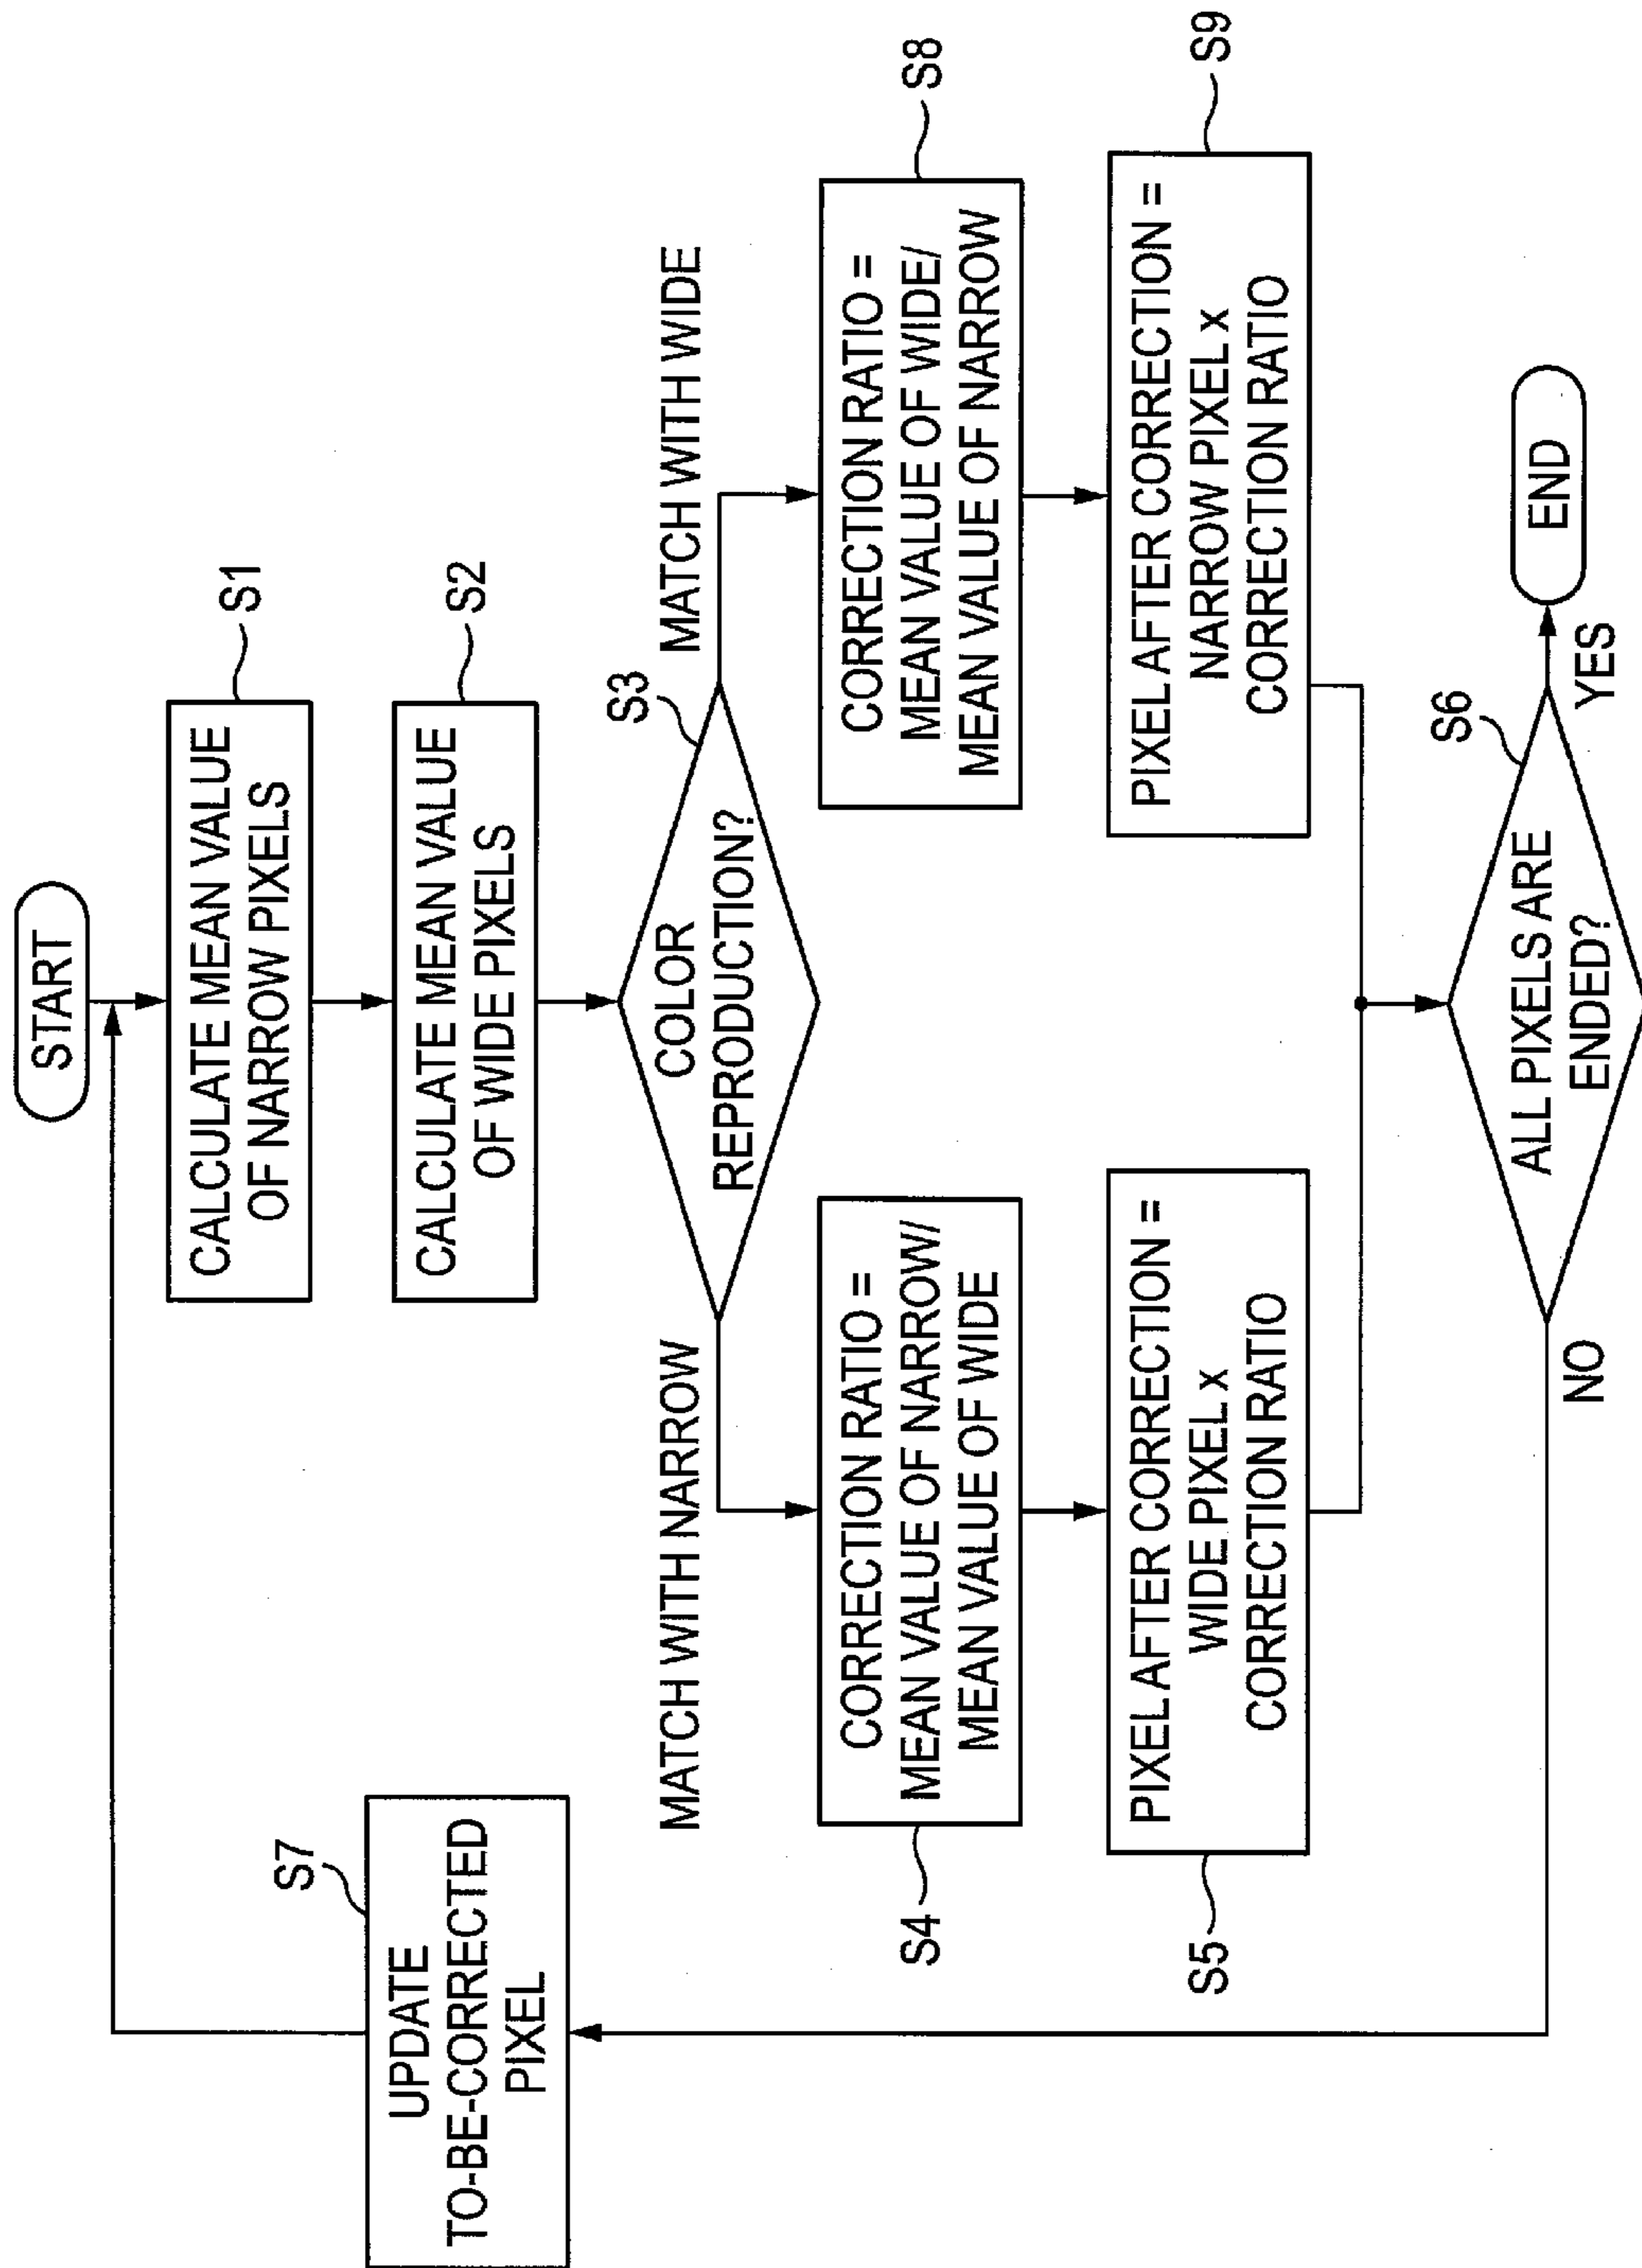 START
CALCULATE MEAN VALUE
OF NARROW PIXELS
S1
CALCULATE MEAN VALUE
OF WIDE PIXELS
S2
COLOR
REPRODUCTION?
S3
MATCH WITH NARROW
MATCH WITH WIDE
CORRECTION RATIO =
MEAN VALUE OF NARROW/
MEAN VALUE OF WIDE
S4
CORRECTION RATIO =
MEAN VALUE OF WIDE/
MEAN VALUE OF NARROW
S8
PIXEL AFTER CORRECTION =
WIDE PIXEL x
CORRECTION RATIO
S5
PIXEL AFTER CORRECTION =
NARROW PIXEL x
CORRECTION RATIO
S9
ALL PIXELS ARE
ENDED?
S6
NO
YES
END
UPDATE
TO-BE-CORRECTED
PIXEL
S7